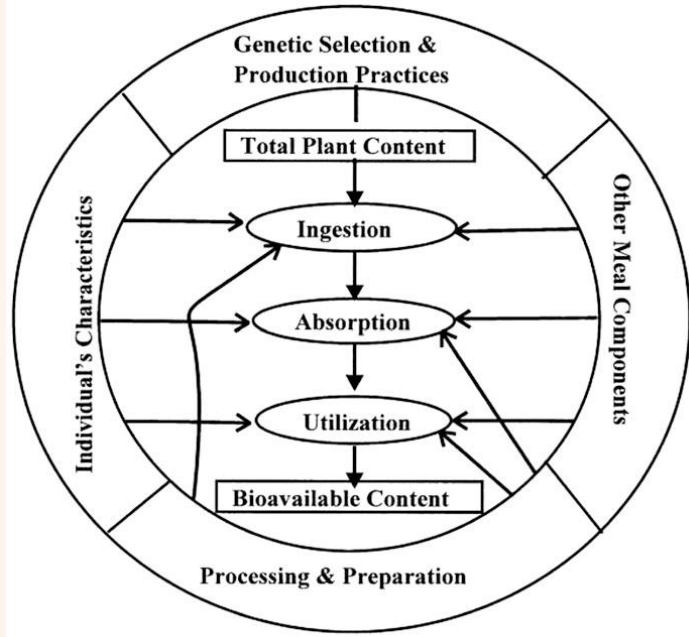 Genetic Selection &
Production Practices
Total Plant Content
Individual's Characteristics
Other Meal Components
Ingestion
Absorption
Utilization
Bioavailable Content
Processing & Preparation